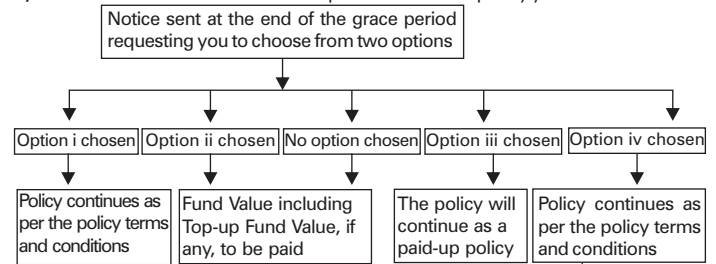 Notice sent at the end of the grace period
requesting you to choose from two options
Option i chosen
Option ii chosen
No option chosen
Option iii chosen
Option iv chosen
Policy continues as
per the policy terms
and conditions
Fund Value including
Top-up Fund Value, if
any, to be paid
The policy will
continue as a
paid-up policy
Policy continues as
per the policy terms
and conditions